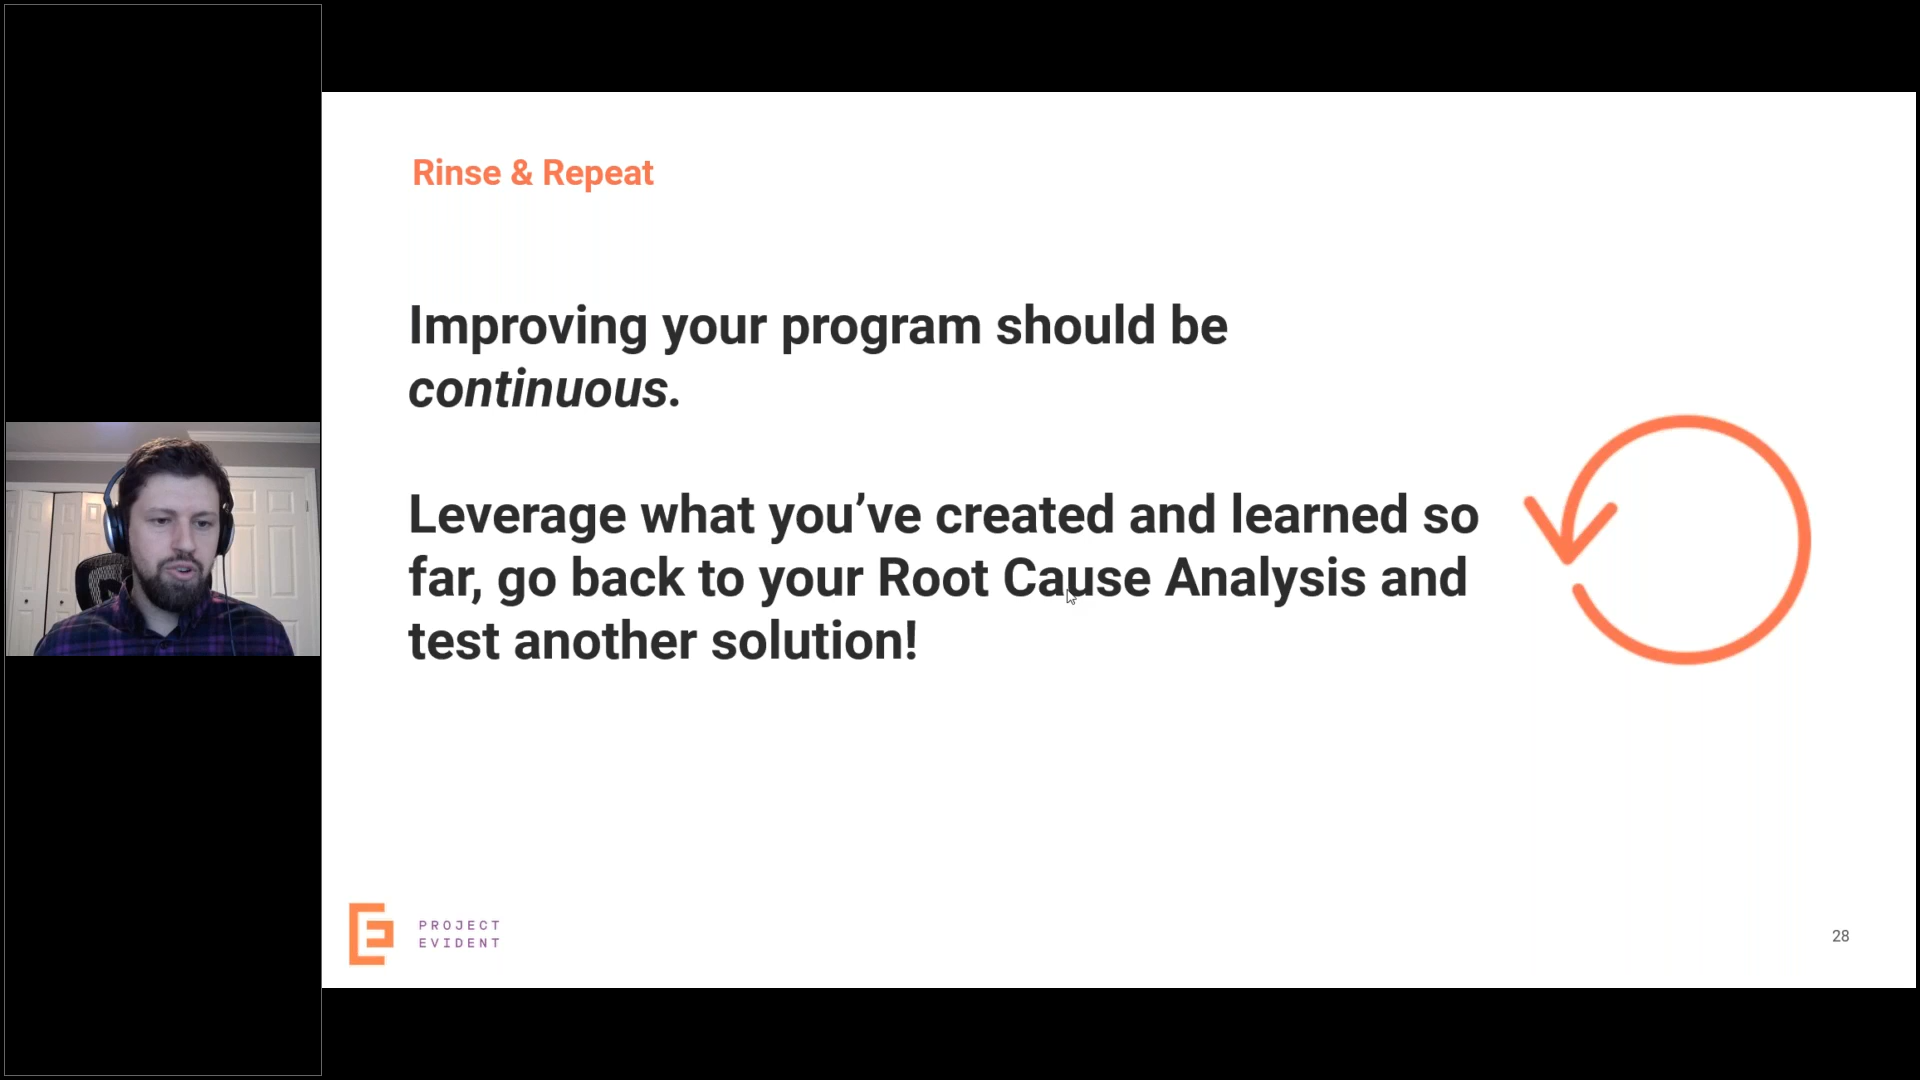 Rinse & Repeat
Improving your program should be
continuous.
Leverage what you’ve created and learned so
far, go back to your Root Cause Analysis and
test another solution!
PROJECT
EVIDENT
28